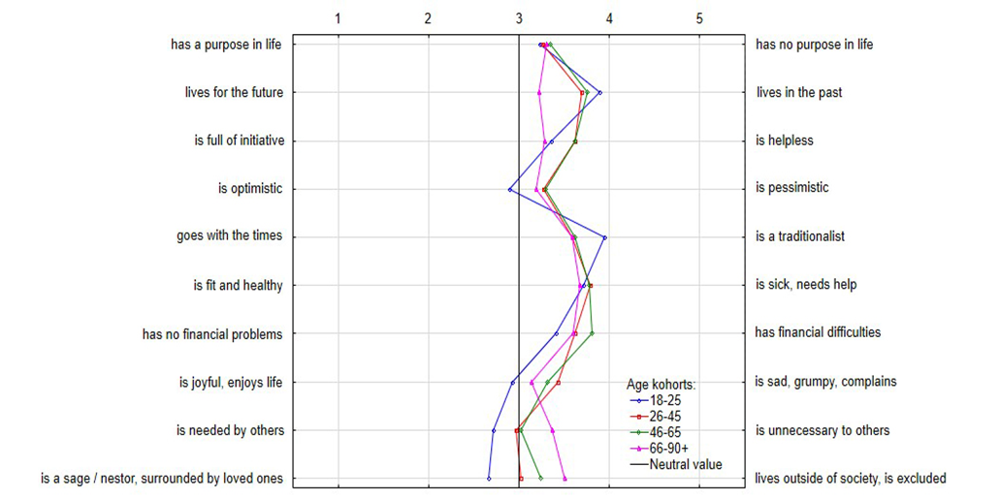 1 2 3 4 5
has a purpose in life has no purpose in life
lives for the future lives in the past
is full of initiative is helpless
is optimistic is pessimistic
goes with the times is a traditionalist
is fit and healthy is sick, needs help
has no financial problems has financial difficulties
is joyful, enjoys life is sad, grumpy, complains
is needed by others is unnecessary to others
is a sage / nestor, surrounded by loved ones lives outside of society, is excluded
Age kohorts:
18-25
26-45
46-65
66-90+
Neutral value